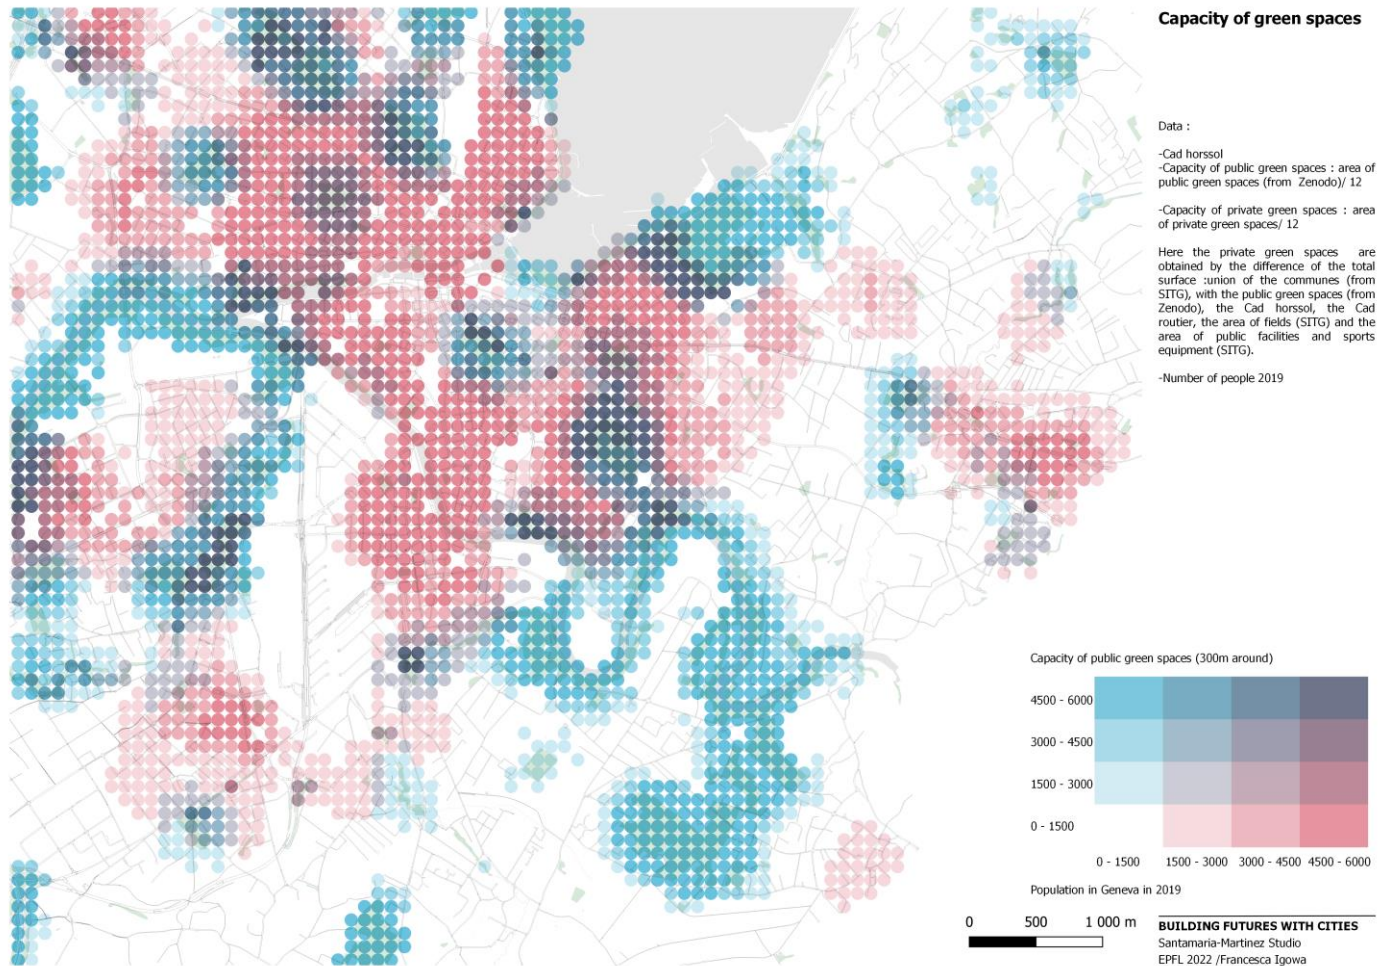 Capacity of green spaces
Data :
-Cad horssol
-Capacity of public green spaces : area of
public green spaces (from Zenodo)/ 12
-Capacity of private green spaces : area
of private green spaces/ 12
Here the private green spaces are
obtained by the difference of the total
surface :union of the communes (from
SITG), with the public green spaces (from
Zenodo), the Cad horssol, the Cad
routier, the area of fields (SITG) and the
area of public facilities and sports
equipment (SITG).
-Number of people 2019
Capacity of public green spaces (300m around)
4500 - 6000
3000 - 4500
1500 - 3000
0 - 1500
0 - 1500 1500 - 3000 3000 - 4500 4500 - 6000
Population in Geneva in 2019
0 500 1 000 m
BUILDING FUTURES WITH CITIES
Santamaria-Martinez Studio
EPFL 2022 /Francesca Igowa